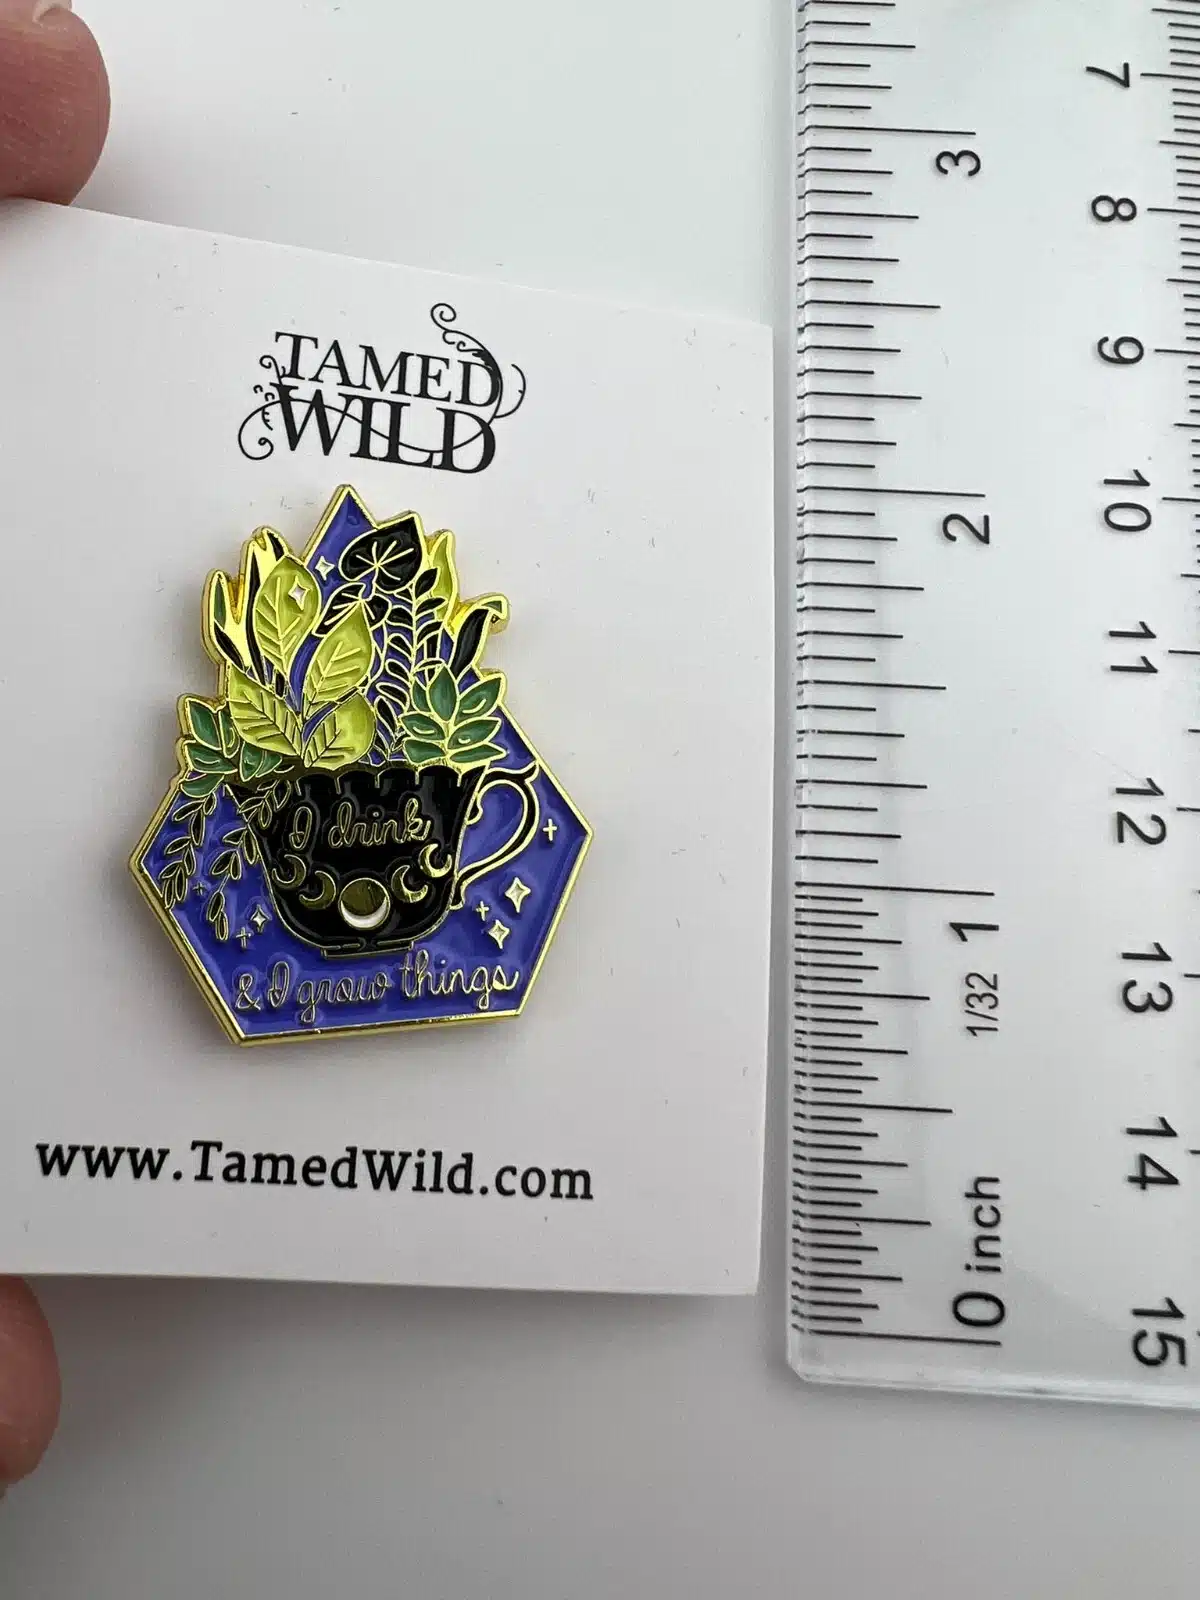 TAMED
WILD
I drink
& I grow things
www.TamedWild.com
3
2
1
1/32
0 inch
7
8
9
10
11
12
13
14
15